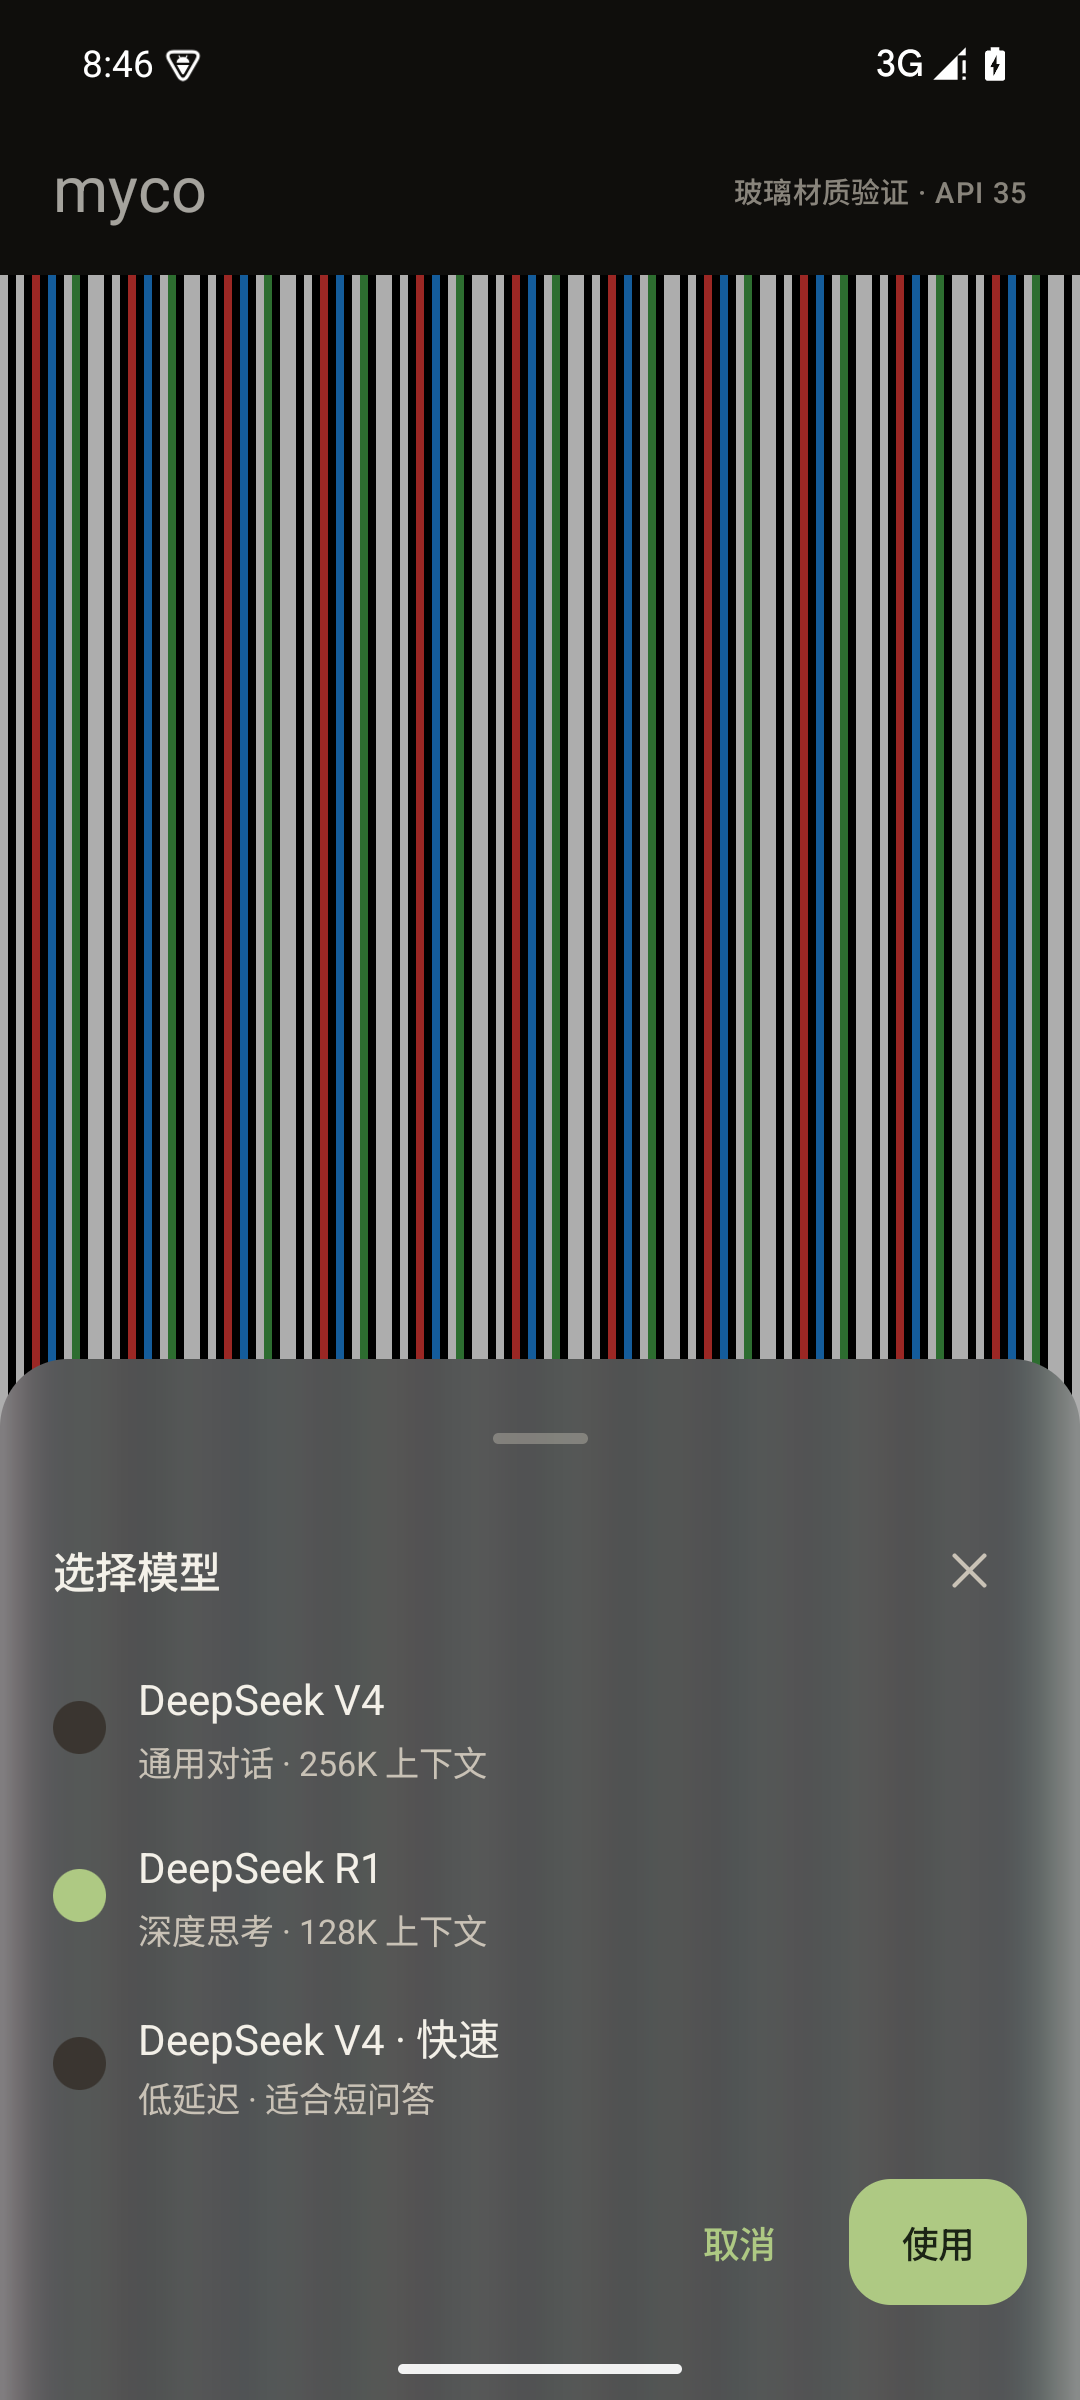 8:46
3G
myco
玻璃材质验证 · API 35
选择模型
DeepSeek V4
通用对话 · 256K 上下文
DeepSeek R1
深度思考 · 128K 上下文
DeepSeek V4 · 快速
低延迟 · 适合短问答
取消
使用